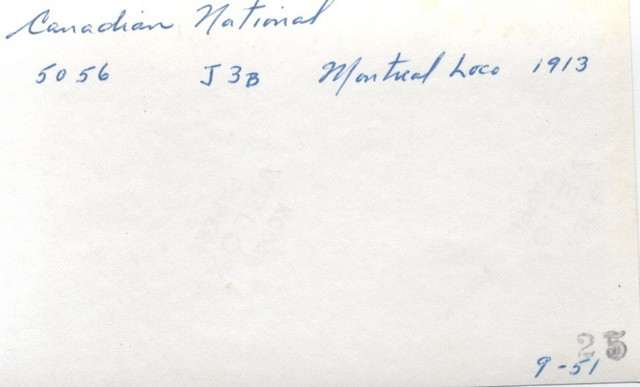 Canadian National
5056 J3B Montreal Loco 1913
25
9-51